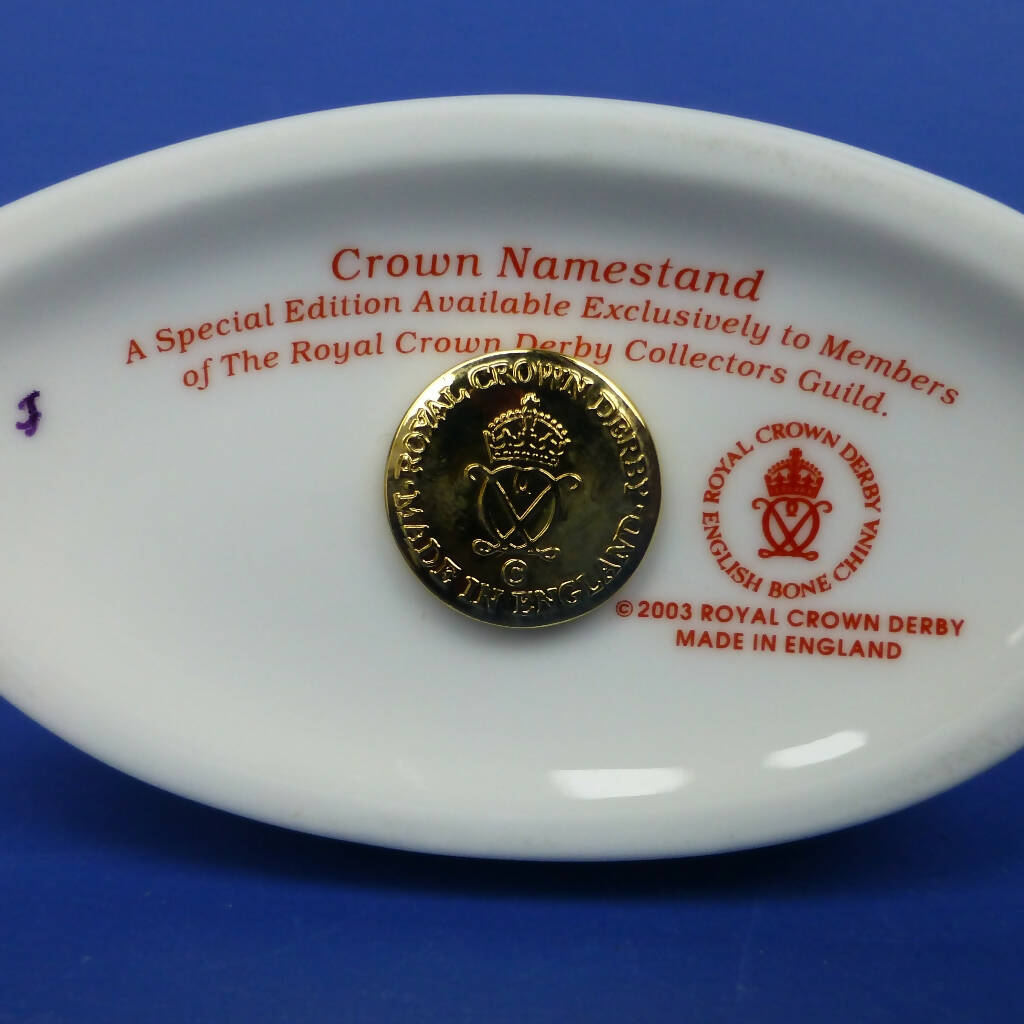 Crown Namestand
A Special Edition Available Exclusively to Members
of The Royal Crown Derby Collectors Guild.
J
·ROYAL CROWN DERBY·
MADE IN ENGLAND
©
ROYAL CROWN DERBY
ENGLISH BONE CHINA
© 2003 ROYAL CROWN DERBY
MADE IN ENGLAND